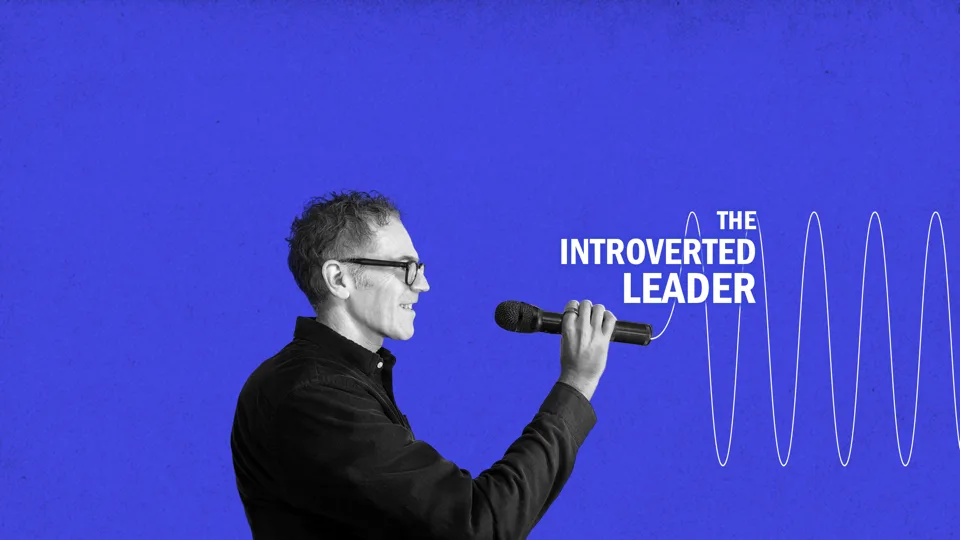 THE
INTROVERTED
LEADER